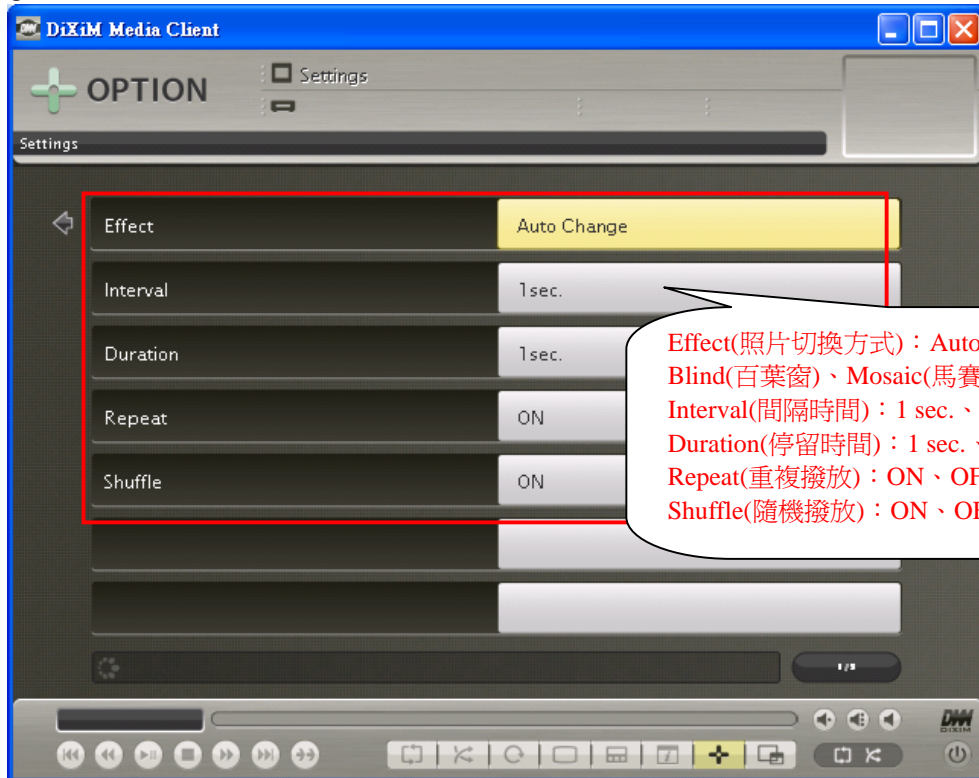 DiXiM Media Client
OPTION
Settings
Settings
Effect
Auto Change
Interval
1sec.
Duration
1sec.
Repeat
ON
Shuffle
ON
Effect(照片切換方式)：Auto
Blind(百葉窗)、Mosaic(馬賽
Interval(間隔時間)：1 sec.、
Duration(停留時間)：1 sec.、
Repeat(重複撥放)：ON、OF
Shuffle(隨機撥放)：ON、OF
DiXiM